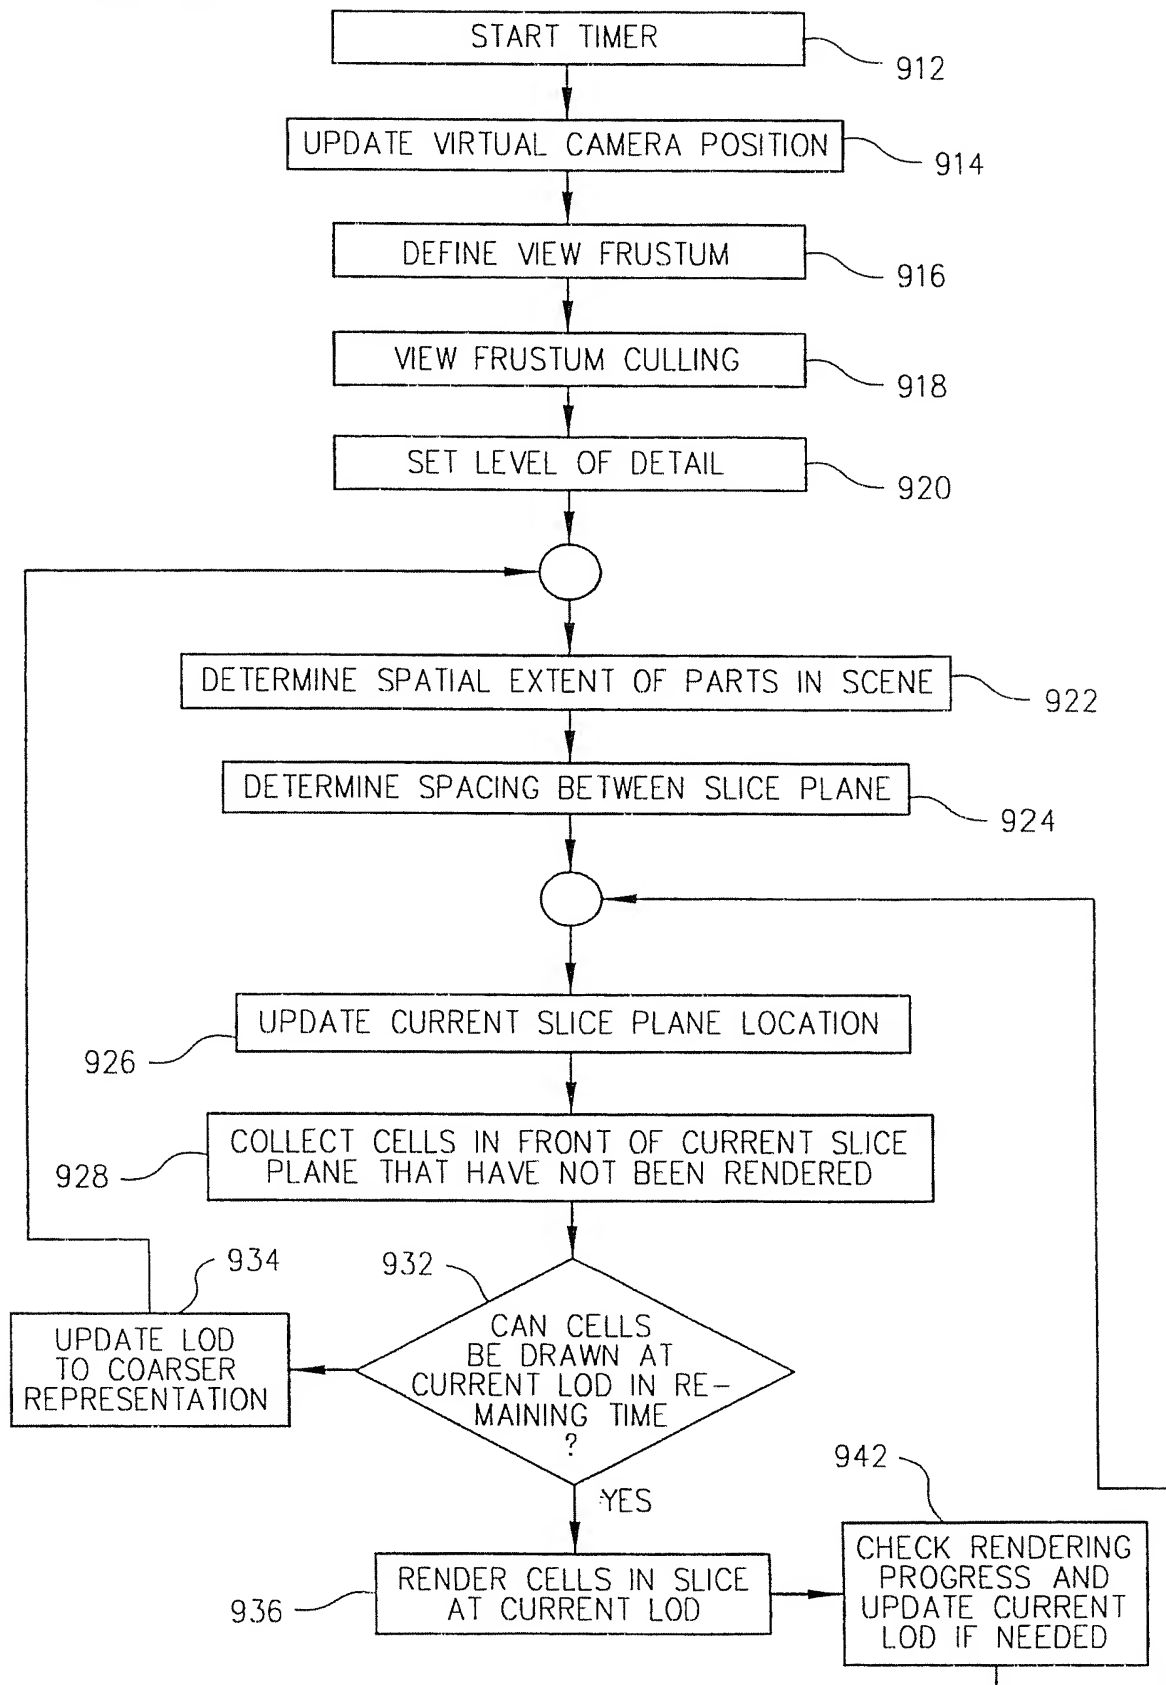 START TIMER
912
UPDATE VIRTUAL CAMERA POSITION
914
DEFINE VIEW FRUSTUM
916
VIEW FRUSTUM CULLING
918
SET LEVEL OF DETAIL
920
DETERMINE SPATIAL EXTENT OF PARTS IN SCENE
922
DETERMINE SPACING BETWEEN SLICE PLANE
924
UPDATE CURRENT SLICE PLANE LOCATION
926
COLLECT CELLS IN FRONT OF CURRENT SLICE
PLANE THAT HAVE NOT BEEN RENDERED
928
934
932
UPDATE LOD
TO COARSER
REPRESENTATION
CAN CELLS
BE DRAWN AT
CURRENT LOD IN RE-
MAINING TIME
?
YES
942
RENDER CELLS IN SLICE
AT CURRENT LOD
936
CHECK RENDERING
PROGRESS AND
UPDATE CURRENT
LOD IF NEEDED